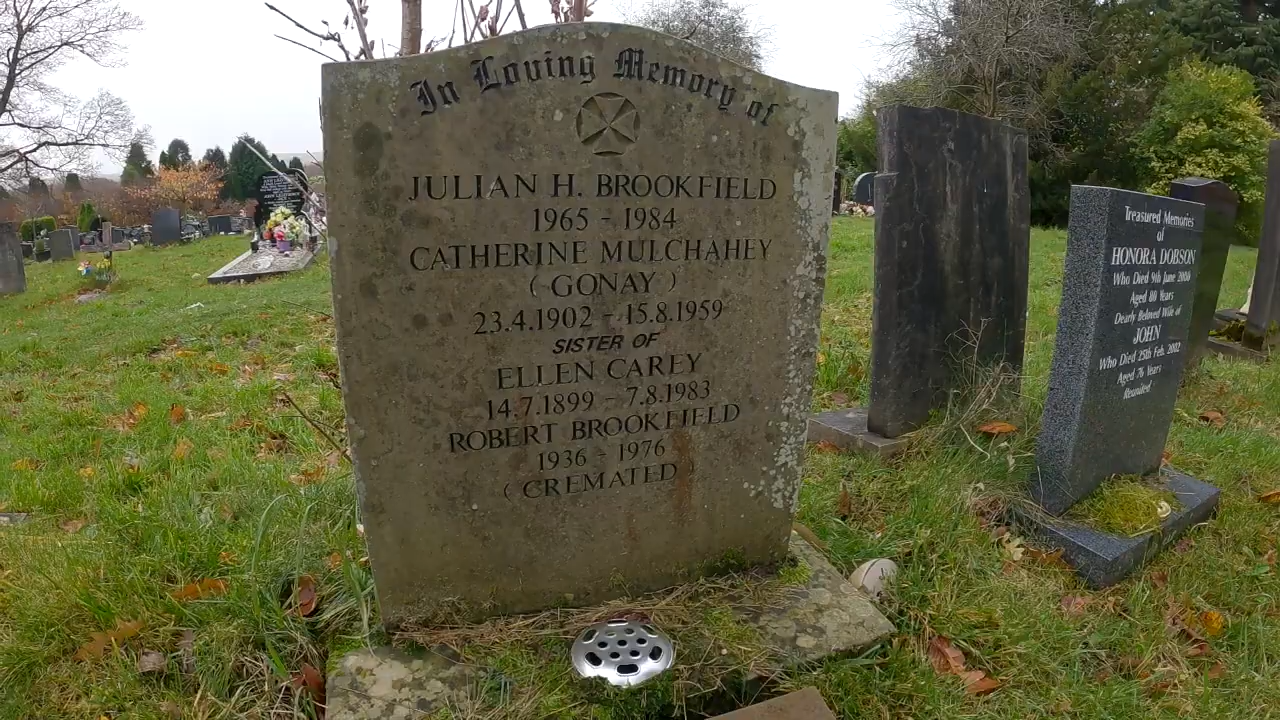 In Loving Memory of
JULIAN H. BROOKFIELD
1965 - 1984
CATHERINE MULCHAHEY
( GONAY )
23.4.1902 - 15.8.1959
SISTER OF
ELLEN CAREY
14.7.1899 - 7.8.1983
ROBERT BROOKFIELD
1936 - 1976
( CREMATED
Treasured Memories
of
HONORA DOBSON
Who Died 9th June 2008
Aged 80 Years
Dearly Beloved Wife of
JOHN
Who Died 25th Feb. 2002
Aged 76 Years
Reunited